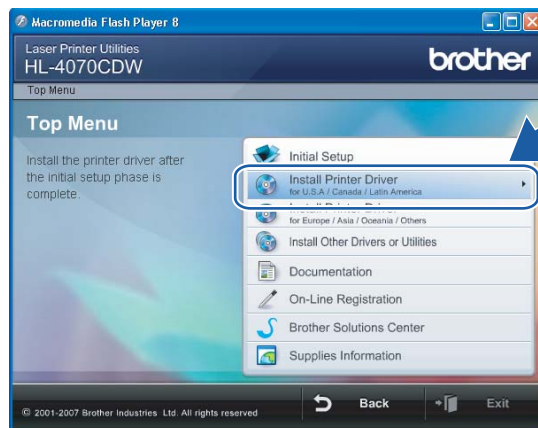 Macromedia Flash Player 8
Laser Printer Utilities
HL-4070CDW
brother
Top Menu
Top Menu
Install the printer driver after
the initial setup phase is
complete.
Initial Setup
Install Printer Driver
for U.S.A / Canada / Latin America
Install Printer Driver
for Europe / Asia / Oceania / Others
Install Other Drivers or Utilities
Documentation
On-Line Registration
Brother Solutions Center
Supplies Information
© 2001-2007 Brother Industries Ltd. All rights reserved
Back
Exit